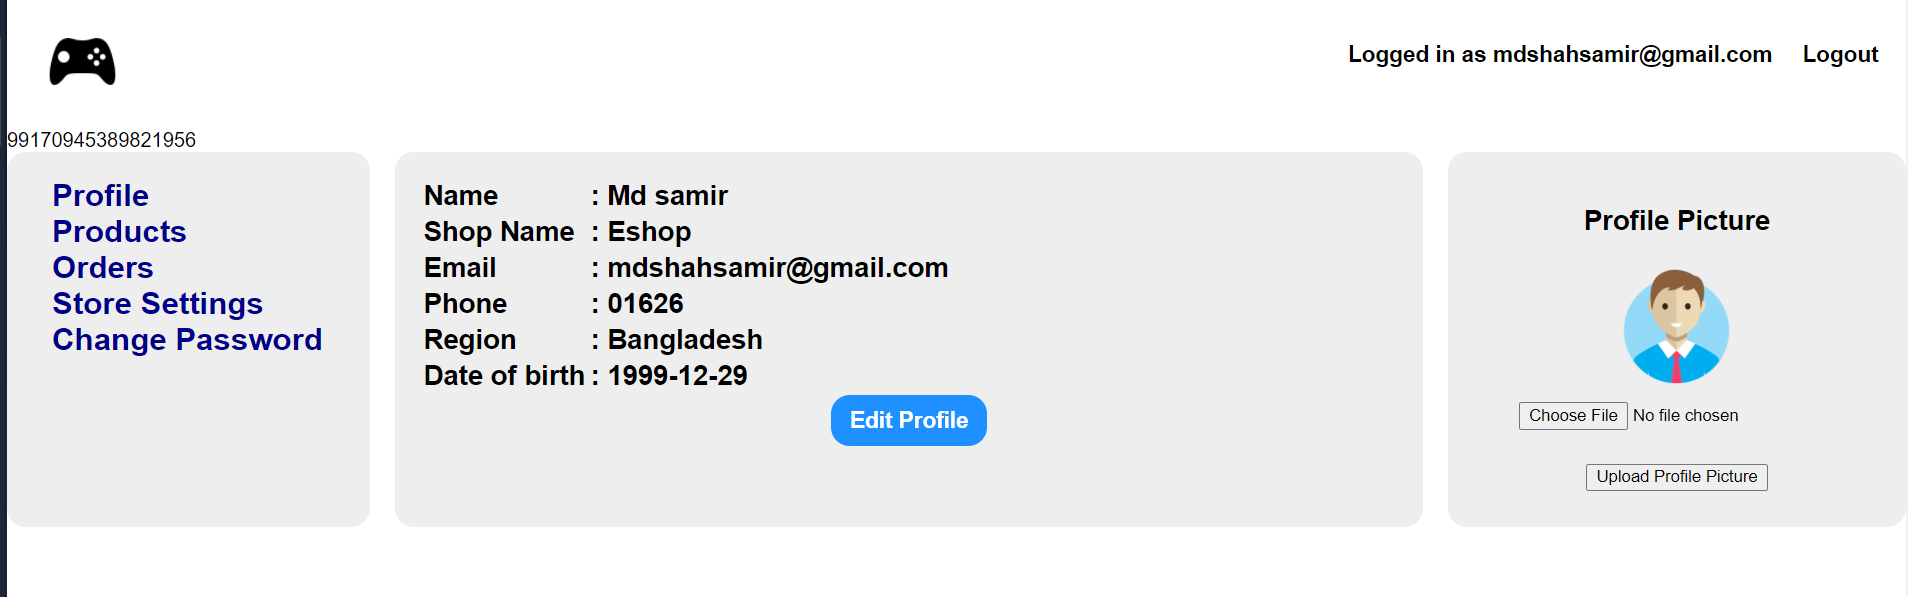 Logged in as mdshahsamir@gmail.com Logout
99170945389821956
Profile
Products
Orders
Store Settings
Change Password
Name : Md samir
Shop Name : Eshop
Email : mdshahsamir@gmail.com
Phone : 01626
Region : Bangladesh
Date of birth : 1999-12-29
Edit Profile
Profile Picture
Choose File No file chosen
Upload Profile Picture